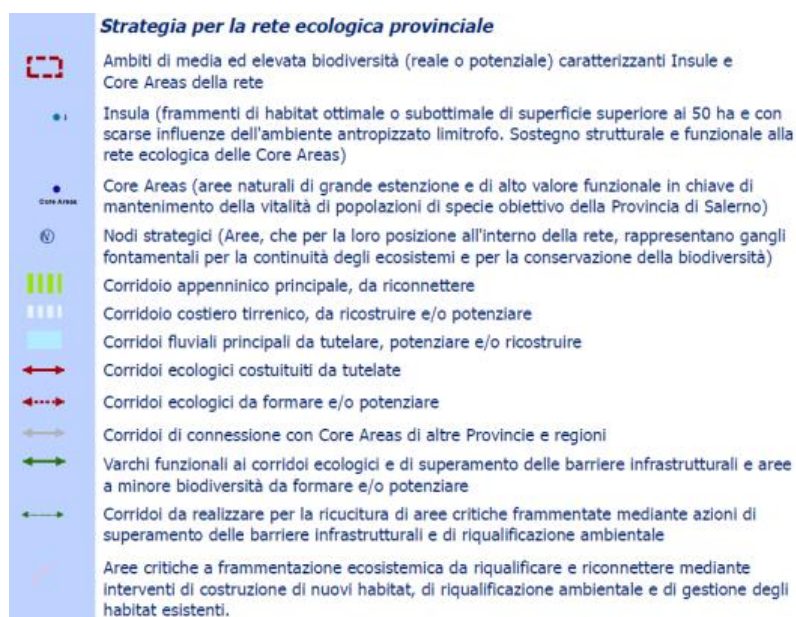 Strategia per la rete ecologica provinciale
Ambiti di media ed elevata biodiversità (reale o potenziale) caratterizzanti Insule e
Core Areas della rete
Insula (frammenti di habitat ottimale o subottimale di superficie superiore ai 50 ha e con
scarse influenze dell'ambiente antropizzato limitrofo. Sostegno strutturale e funzionale alla
rete ecologica delle Core Areas)
Core Areas
Core Areas (aree naturali di grande estenzione e di alto valore funzionale in chiave di
mantenimento della vitalità di popolazioni di specie obiettivo della Provincia di Salerno)
Nodi strategici (Aree, che per la loro posizione all'interno della rete, rappresentano gangli
fontamentali per la continuità degli ecosistemi e per la conservazione della biodiversità)
Corridoio appenninico principale, da riconnettere
Corridoio costiero tirrenico, da ricostruire e/o potenziare
Corridoi fluviali principali da tutelare, potenziare e/o ricostruire
Corridoi ecologici costuituiti da tutelate
Corridoi ecologici da formare e/o potenziare
Corridoi di connessione con Core Areas di altre Provincie e regioni
Varchi funzionali ai corridoi ecologici e di superamento delle barriere infrastrutturali e aree
a minore biodiversità da formare e/o potenziare
Corridoi da realizzare per la ricucitura di aree critiche frammentate mediante azioni di
superamento delle barriere infrastrutturali e di riqualificazione ambientale
Aree critiche a frammentazione ecosistemica da riqualificare e riconnettere mediante
interventi di costruzione di nuovi habitat, di riqualificazione ambientale e di gestione degli
habitat esistenti.